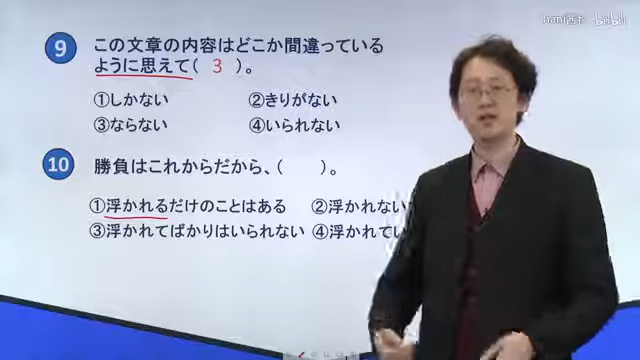 9 この文章の内容はどこか間違っている
ように思えて( 3 )。
①しかない ②きりがない
③ならない ④いられない
10 勝負はこれからだから、( )。
①浮かれるだけのことはある ②浮かれない
③浮かれてばかりはいられない ④浮かれてい